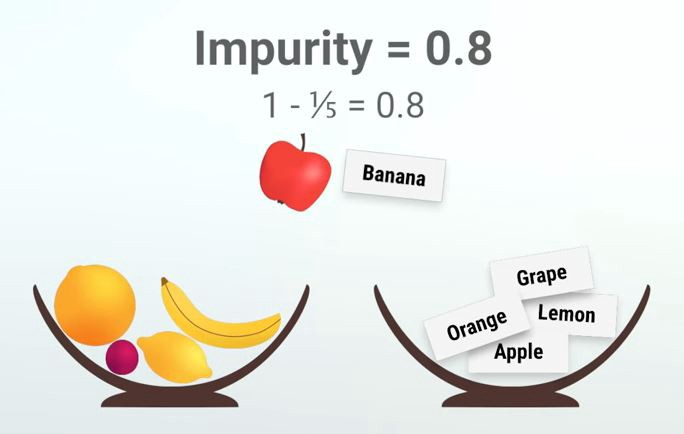 Impurity = 0.8
1 - ⅕ = 0.8
Banana
Grape
Orange
Lemon
Apple